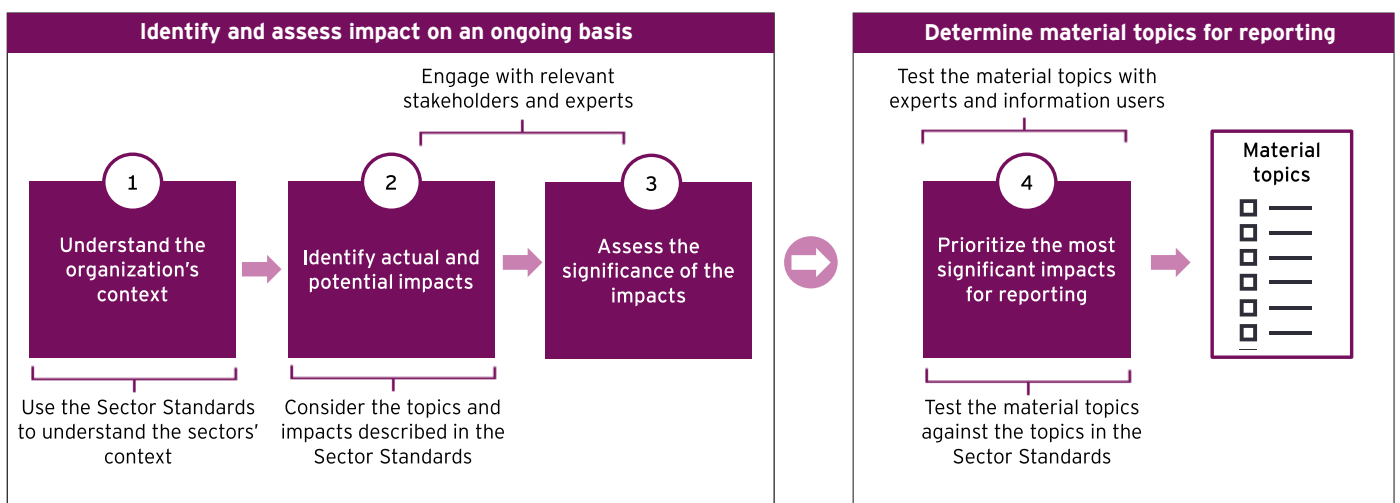 Identify and assess impact on an ongoing basis
Engage with relevant
stakeholders and experts
1
Understand the
organization's
context
2
Identify actual and
potential impacts
3
Assess the
significance of the
impacts
Use the Sector Standards
to understand the sectors'
context
Consider the topics and
impacts described in the
Sector Standards
Determine material topics for reporting
Test the material topics with
experts and information users
4
Prioritize the most
significant impacts
for reporting
Material
topics
Test the material topics
against the topics in the
Sector Standards